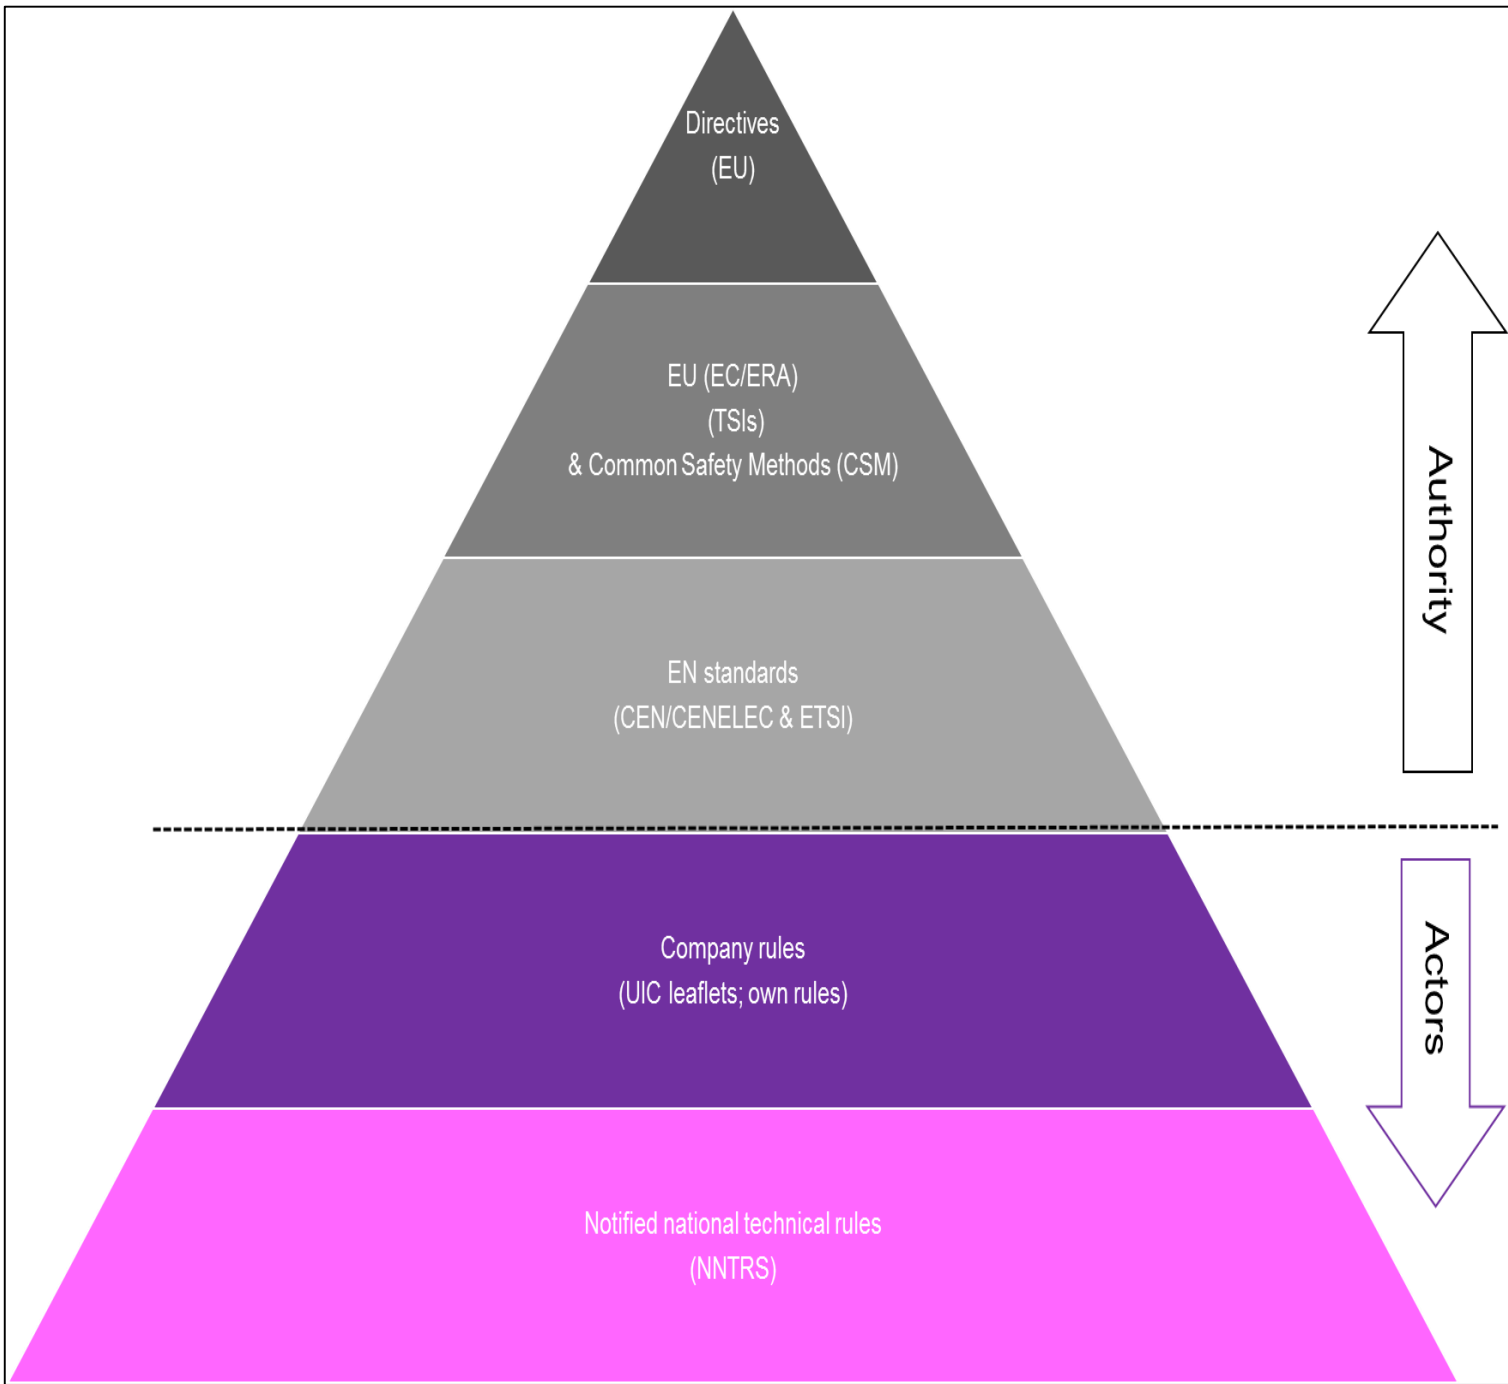 Directives
(EU)
EU (EC/ERA)
(TSIs)
& Common Safety Methods (CSM)
EN standards
(CEN/CENELEC & ETSI)
Company rules
(UIC leaflets; own rules)
Notified national technical rules
(NNTRS)
Authority
Actors